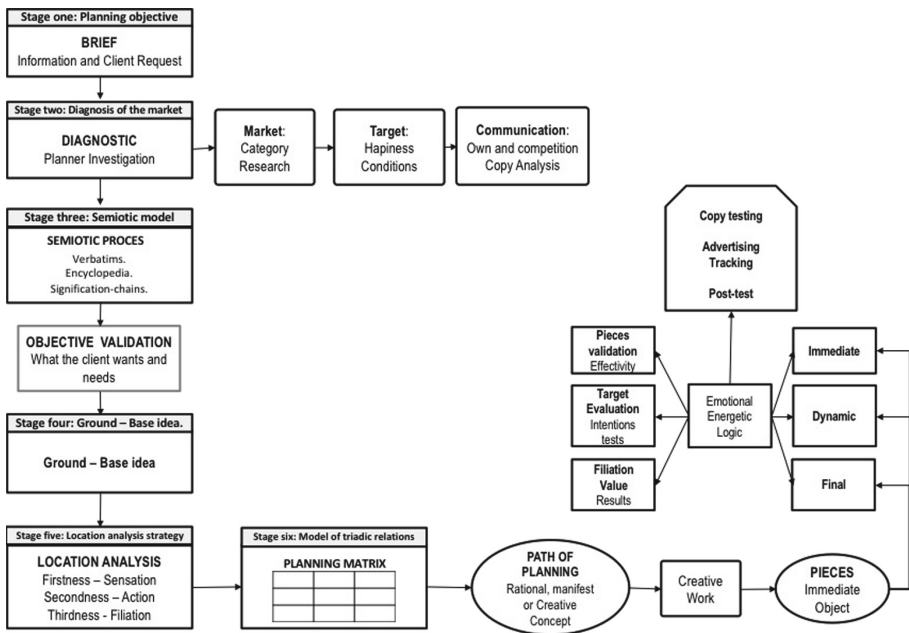 Stage one: Planning objective
BRIEF
Information and Client Request
Stage two: Diagnosis of the market
DIAGNOSTIC
Planner Investigation
Market:
Category
Research
Target:
Hapiness
Conditions
Communication:
Own and competition
Copy Analysis
Stage three: Semiotic model
SEMIOTIC PROCES
Verbatims.
Encyclopedia.
Signification-chains.
OBJECTIVE VALIDATION
What the client wants and
needs
Stage four: Ground – Base idea.
Ground – Base idea
Stage five: Location analysis strategy
LOCATION ANALYSIS
Firstness – Sensation
Secondness – Action
Thirdness - Filiation
Stage six: Model of triadic relations
PLANNING MATRIX
PATH OF
PLANNING
Rational, manifest
or Creative
Concept
Creative
Work
PIECES
Immediate
Object
Copy testing
Advertising
Tracking
Post-test
Pieces
validation
Effectivity
Target
Evaluation
Intentions
tests
Filiation
Value
Results
Emotional
Energetic
Logic
Immediate
Dynamic
Final